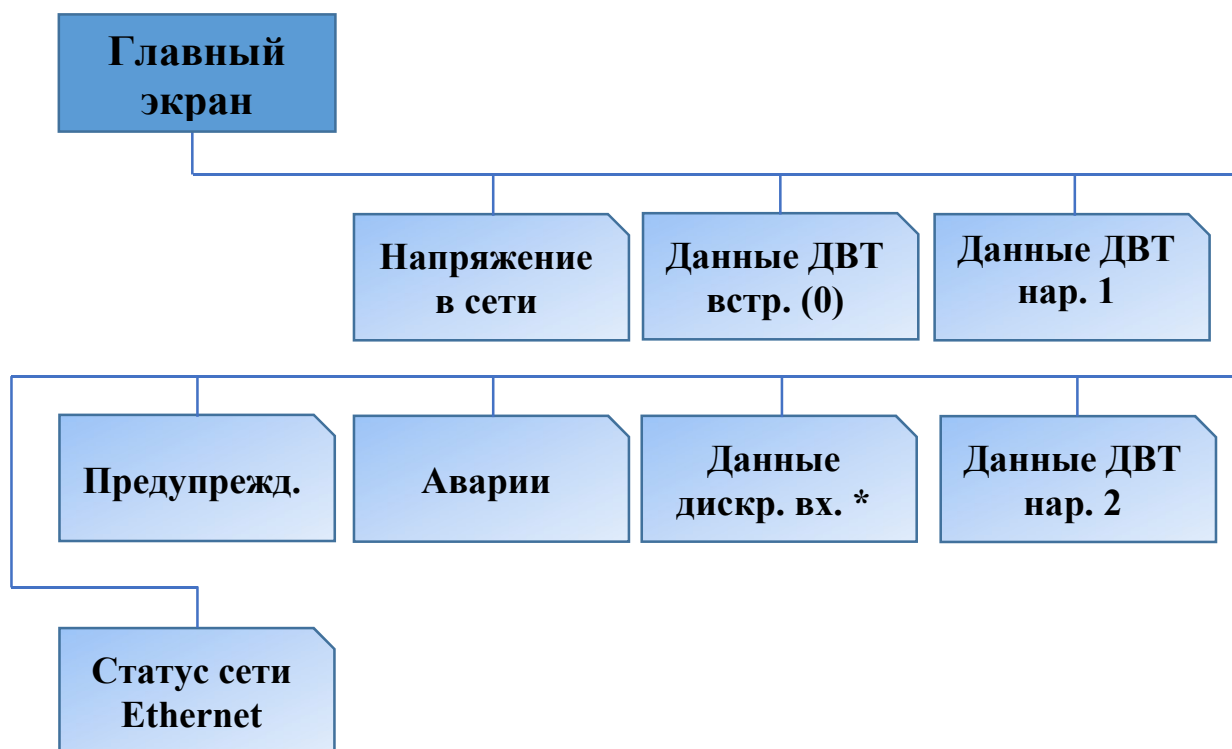 Главный
экран
Напряжение
в сети
Данные ДВТ
встр. (0)
Данные ДВТ
нар. 1
Предупрежд.
Аварии
Данные
дискр. вх. *
Данные ДВТ
нар. 2
Статус сети
Ethernet